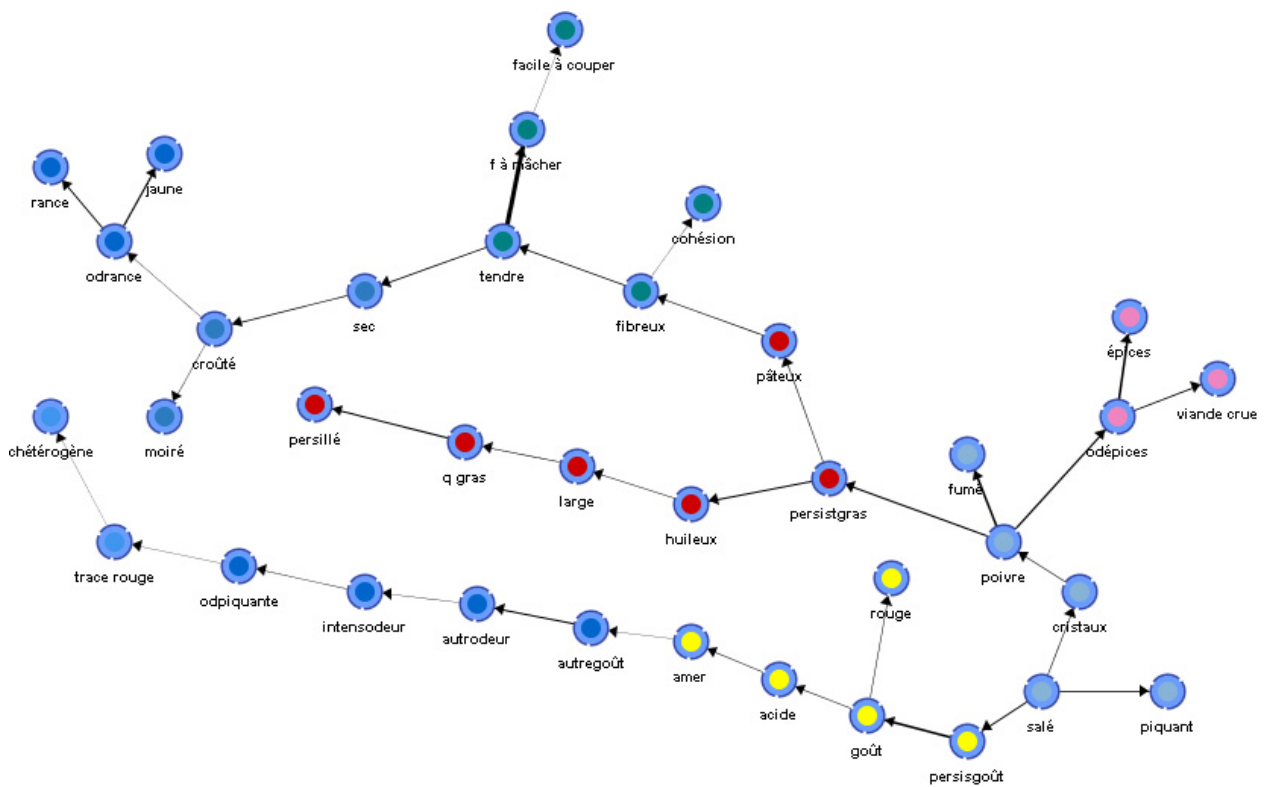 facile à couper
f à mâcher
rance
jaune
cohésion
odrance
tendre
sec
fibreux
croûté
épices
pâteux
viande crue
persillé
chétérogène
moiré
odépices
q gras
fumé
large
persistgras
huileux
trace rouge
poivre
odpiquante
rouge
intensodeur
cristaux
autrodeur
autregoût
amer
acide
salé
piquant
goût
persisgoût